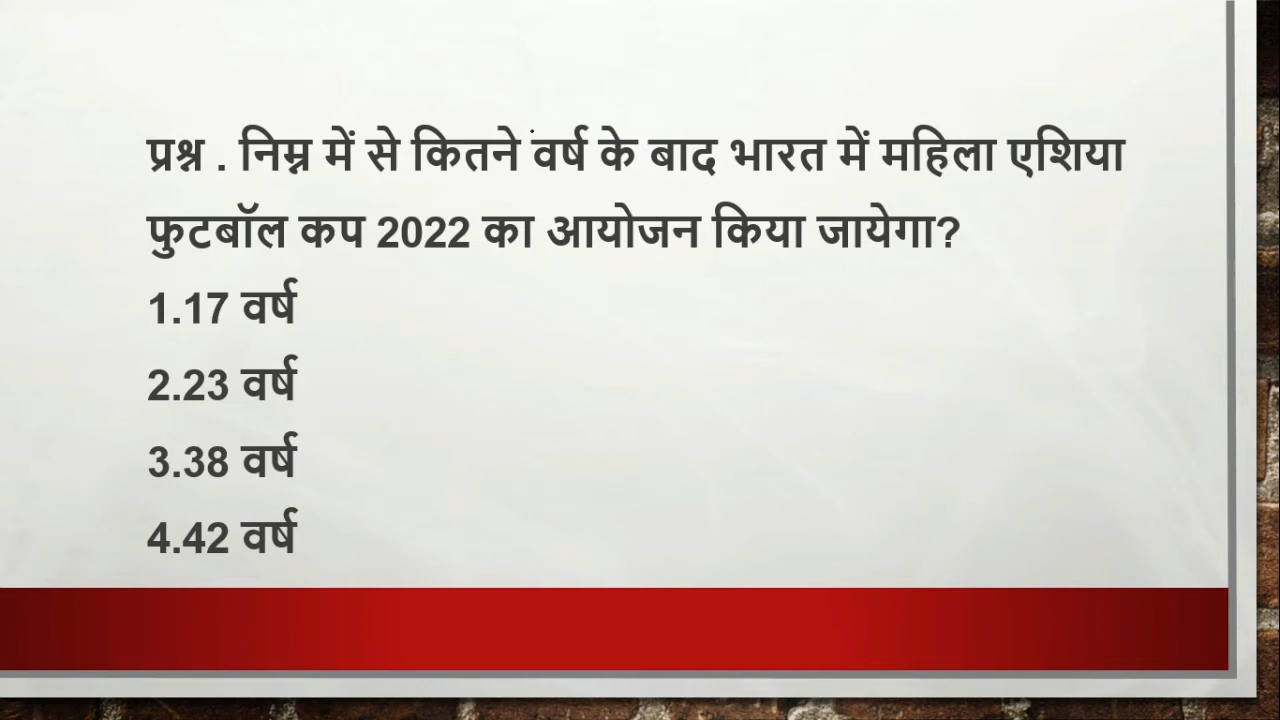 प्रश्न . निम्न में से कितने वर्ष के बाद भारत में महिला एशिया
फुटबॉल कप 2022 का आयोजन किया जायेगा?
1.17 वर्ष
2.23 वर्ष
3.38 वर्ष
4.42 वर्ष